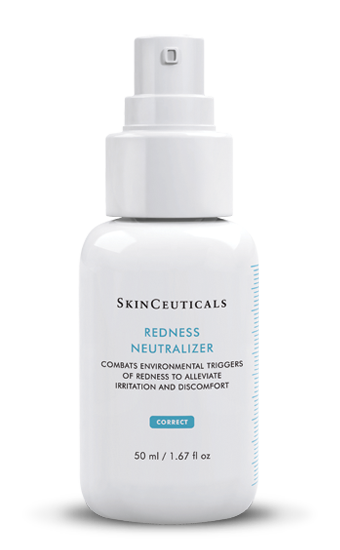 SKINCEUTICALS
REDNESS
NEUTRALIZER
COMBATS ENVIRONMENTAL TRIGGERS
OF REDNESS TO ALLEVIATE
IRRITATION AND DISCOMFORT
CORRECT
50 ml / 1.67 fl oz